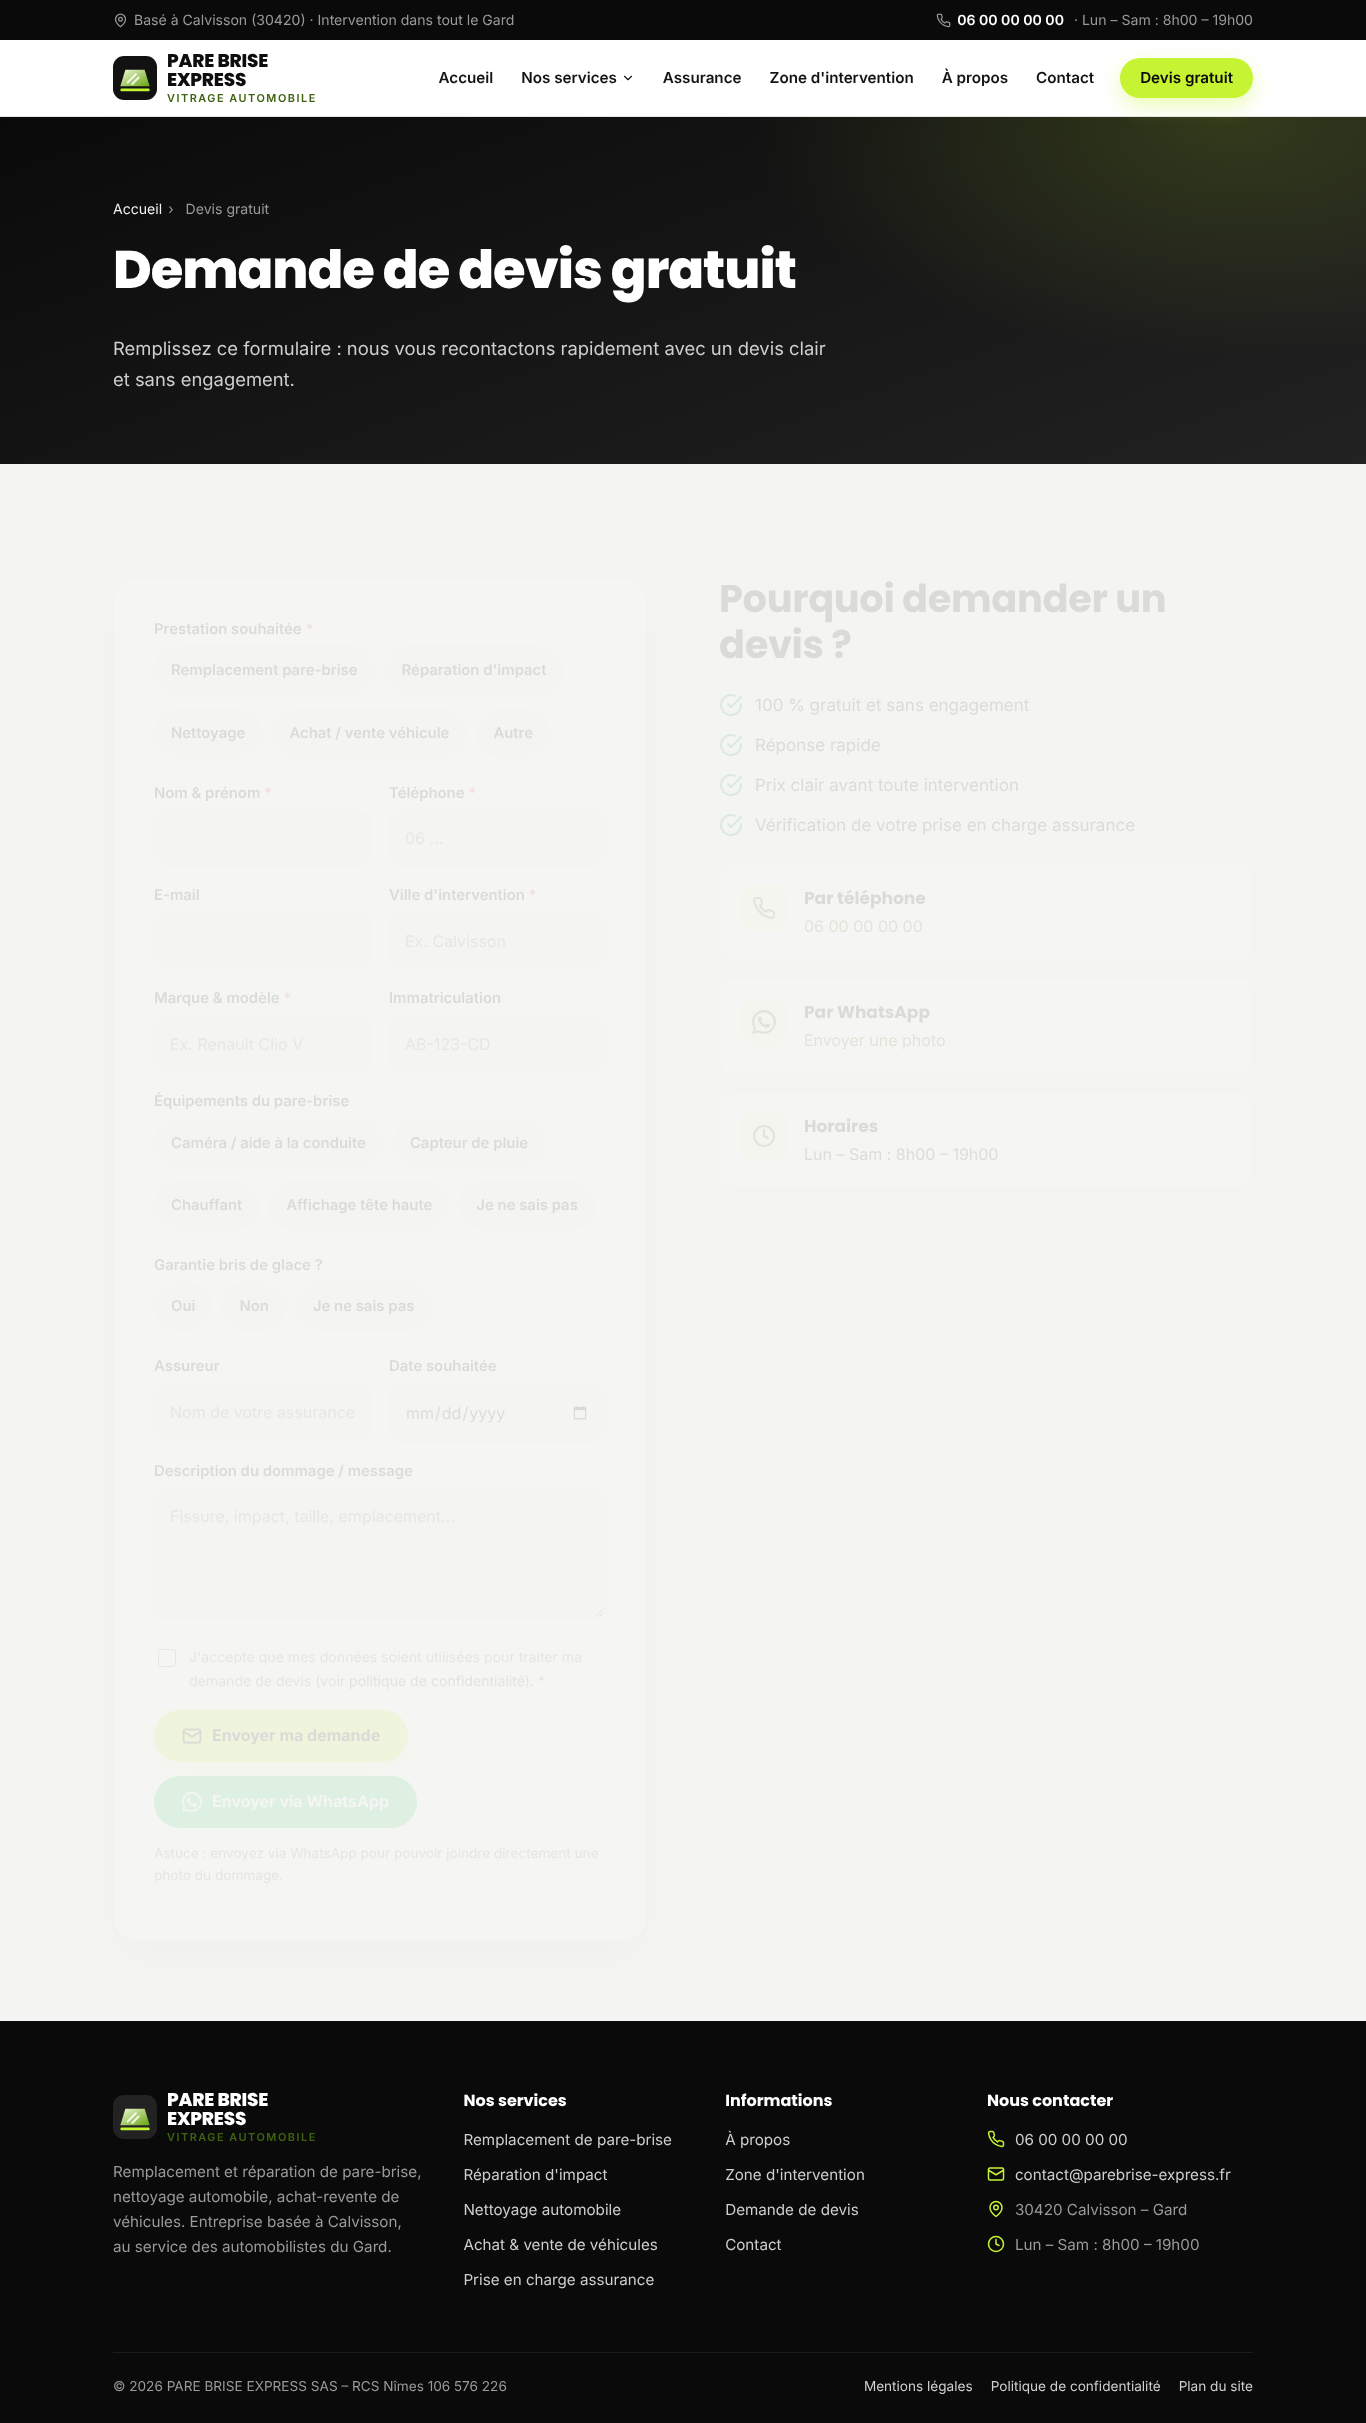 Basé à Calvisson (30420) · Intervention dans tout le Gard
06 00 00 00 00 · Lun – Sam : 8h00 – 19h00
PARE BRISE
EXPRESS
VITRAGE AUTOMOBILE
Accueil
Nos services
Assurance
Zone d'intervention
À propos
Contact
Devis gratuit
Accueil › Devis gratuit
Demande de devis gratuit
Remplissez ce formulaire : nous vous recontactons rapidement avec un devis clair
et sans engagement.
Prestation souhaitée *
Remplacement pare-brise
Réparation d'impact
Nettoyage
Achat / vente véhicule
Autre
Nom & prénom *
Téléphone *
06 ...
E-mail
Ville d'intervention *
Ex. Calvisson
Marque & modèle *
Immatriculation
Ex. Renault Clio V
AB-123-CD
Équipements du pare-brise
Caméra / aide à la conduite
Capteur de pluie
Chauffant
Affichage tête haute
Je ne sais pas
Garantie bris de glace ?
Oui
Non
Je ne sais pas
Assureur
Date souhaitée
Nom de votre assurance
mm/dd/yyyy
Description du dommage / message
Fissure, impact, taille, emplacement...
J'accepte que mes données soient utilisées pour traiter ma
demande de devis (voir politique de confidentialité). *
Envoyer ma demande
Envoyer via WhatsApp
Astuce : envoyez via WhatsApp pour pouvoir joindre directement une
photo du dommage.
Pourquoi demander un
devis ?
100 % gratuit et sans engagement
Réponse rapide
Prix clair avant toute intervention
Vérification de votre prise en charge assurance
Par téléphone
06 00 00 00 00
Par WhatsApp
Envoyer une photo
Horaires
Lun – Sam : 8h00 – 19h00
PARE BRISE
EXPRESS
VITRAGE AUTOMOBILE
Remplacement et réparation de pare-brise,
nettoyage automobile, achat-revente de
véhicules. Entreprise basée à Calvisson,
au service des automobilistes du Gard.
Nos services
Remplacement de pare-brise
Réparation d'impact
Nettoyage automobile
Achat & vente de véhicules
Prise en charge assurance
Informations
À propos
Zone d'intervention
Demande de devis
Contact
Nous contacter
06 00 00 00 00
contact@parebrise-express.fr
30420 Calvisson – Gard
Lun – Sam : 8h00 – 19h00
© 2026 PARE BRISE EXPRESS SAS – RCS Nîmes 106 576 226
Mentions légales
Politique de confidentialité
Plan du site